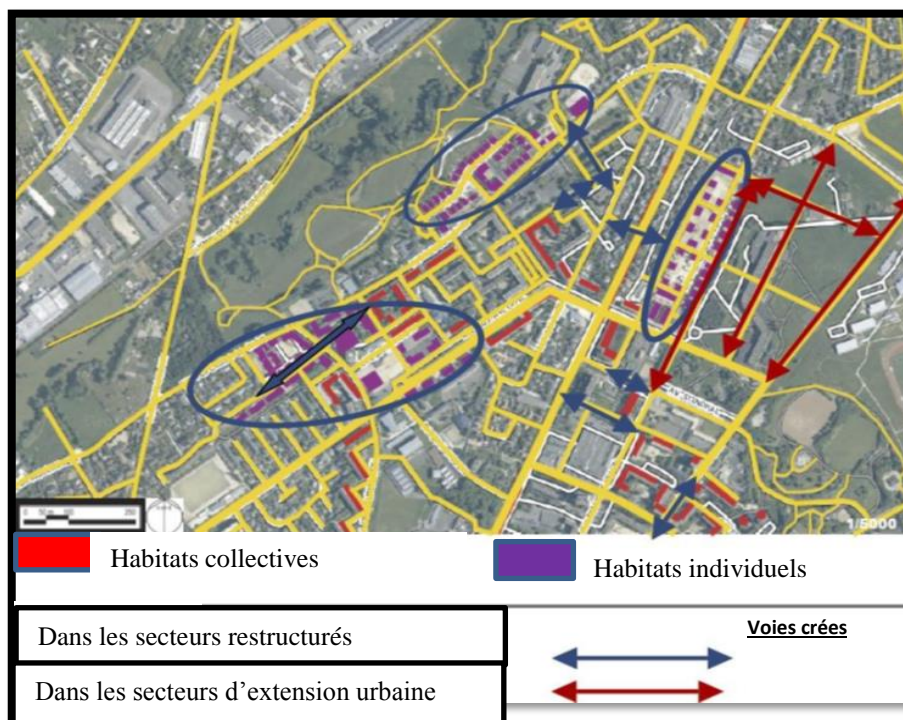 1/5000
Habitats collectives
Habitats individuels
Dans les secteurs restructurés
Voies crées
Dans les secteurs d'extension urbaine